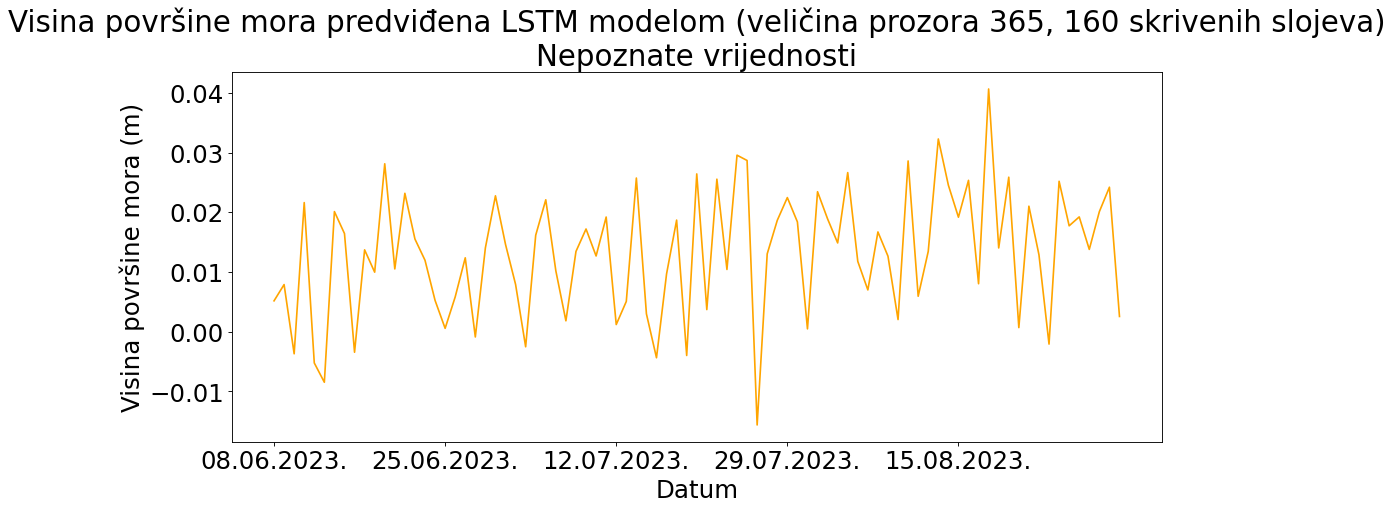 Visina površine mora predviđena LSTM modelom (veličina prozora 365, 160 skrivenih slojeva)
Nepoznate vrijednosti
Visina površine mora (m)
0.04
0.03
0.02
0.01
0.00
−0.01
08.06.2023. 25.06.2023. 12.07.2023. 29.07.2023. 15.08.2023.
Datum